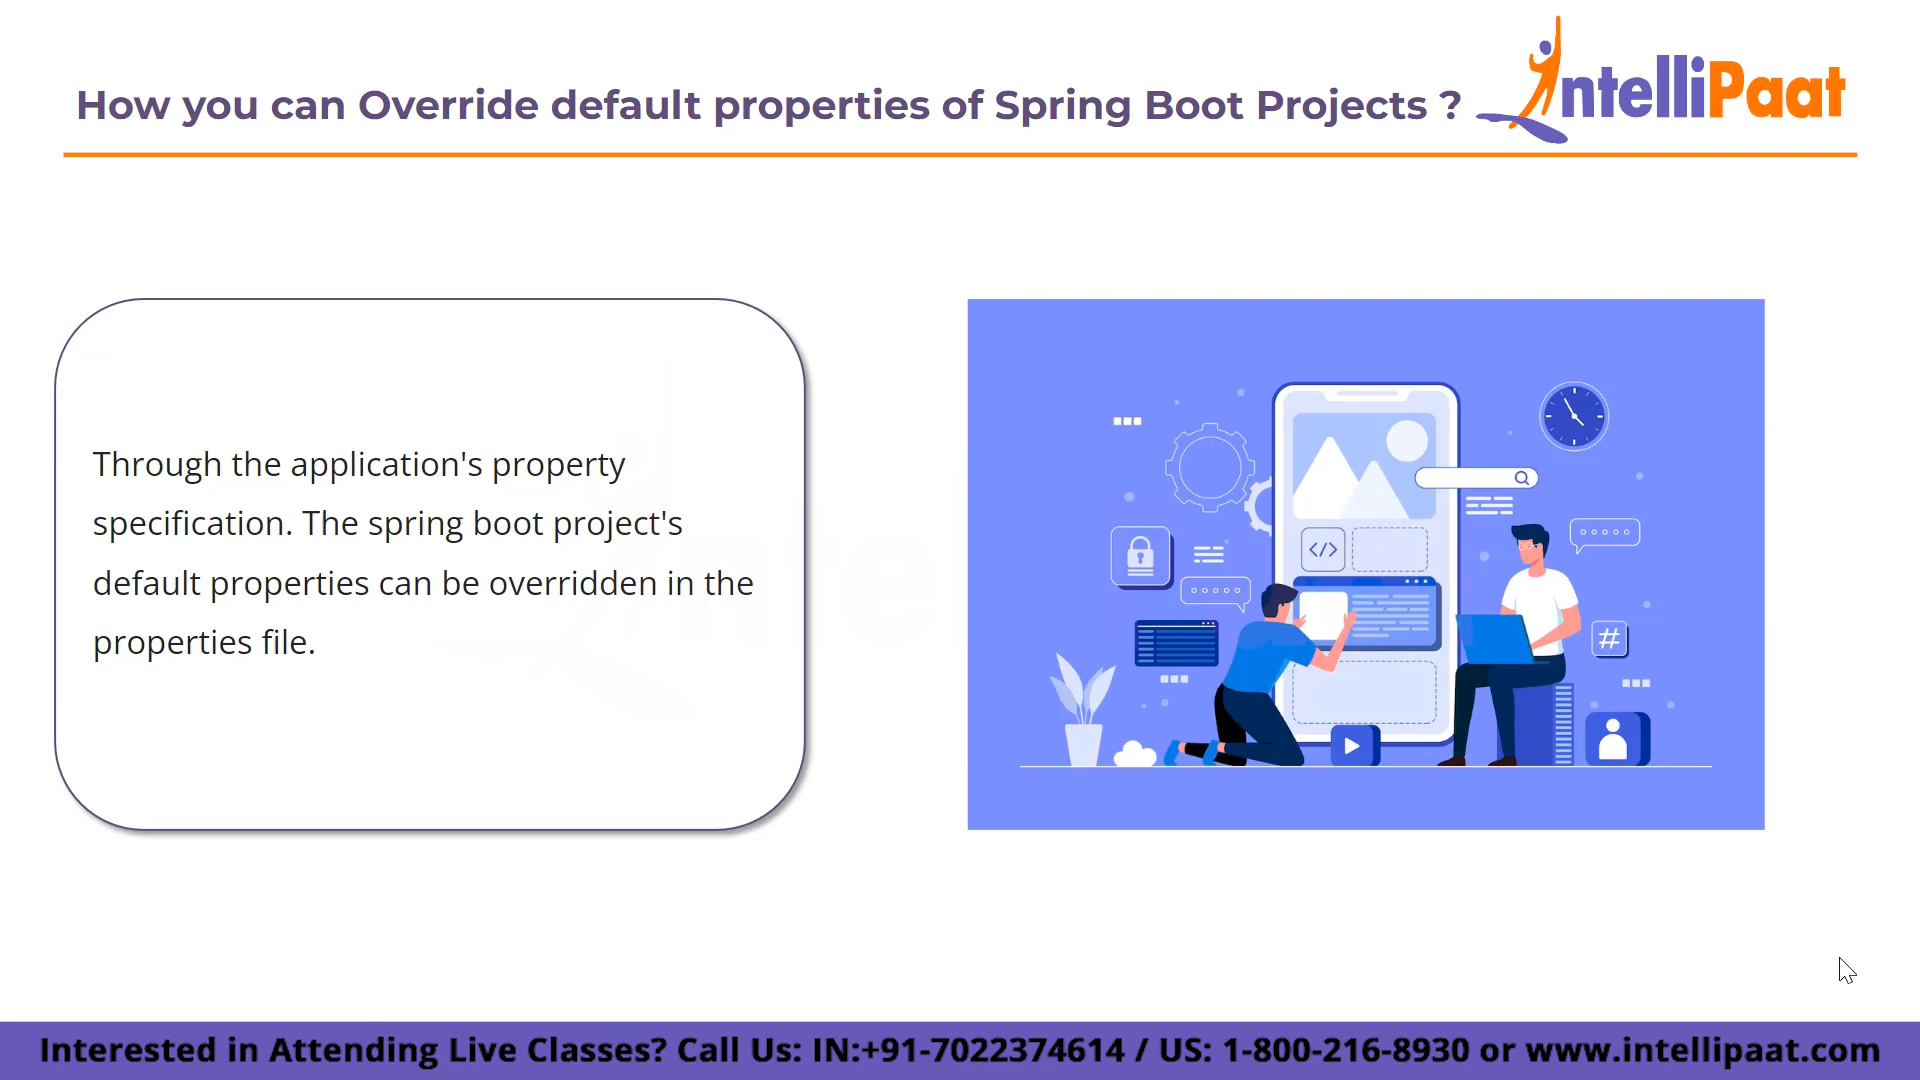 How you can Override default properties of Spring Boot Projects ?
IntelliPaat
Through the application's property
specification. The spring boot project's
default properties can be overridden in the
properties file.
</>
#
Interested in Attending Live Classes? Call Us: IN:+91-7022374614 / US: 1-800-216-8930 or www.intellipaat.com